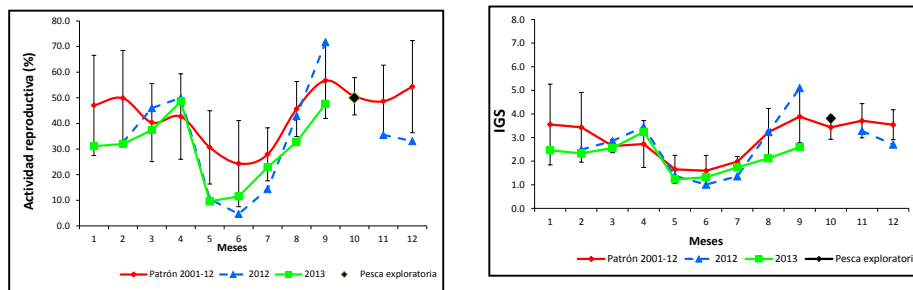 Actividad reproductiva (%)
80.0
70.0
60.0
50.0
40.0
30.0
20.0
10.0
0.0
1 2 3 4 5 6 7 8 9 10 11 12
Meses
Patrón 2001-12 2012 2013 Pesca exploratoria
IGS
8.0
7.0
6.0
5.0
4.0
3.0
2.0
1.0
0.0
1 2 3 4 5 6 7 8 9 10 11 12
Meses
Patrón 2001-12 2012 2013 Pesca exploratori